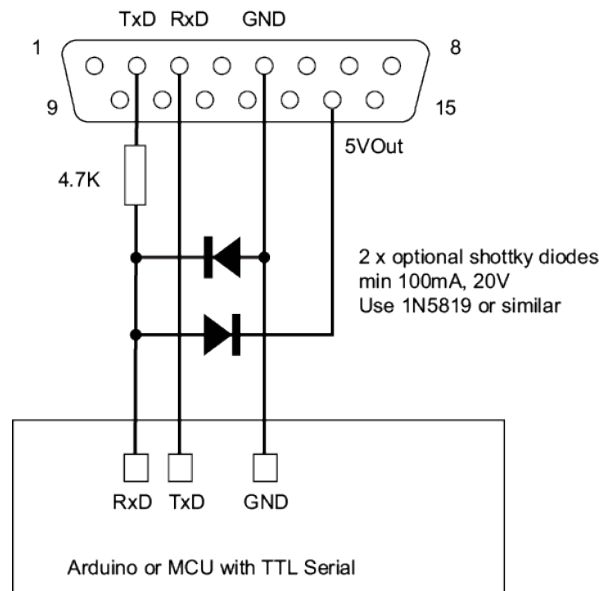 TxD RxD GND
1
8
9
15
5VOut
4.7K
2 x optional shottky diodes
min 100mA, 20V
Use 1N5819 or similar
RxD TxD GND
Arduino or MCU with TTL Serial